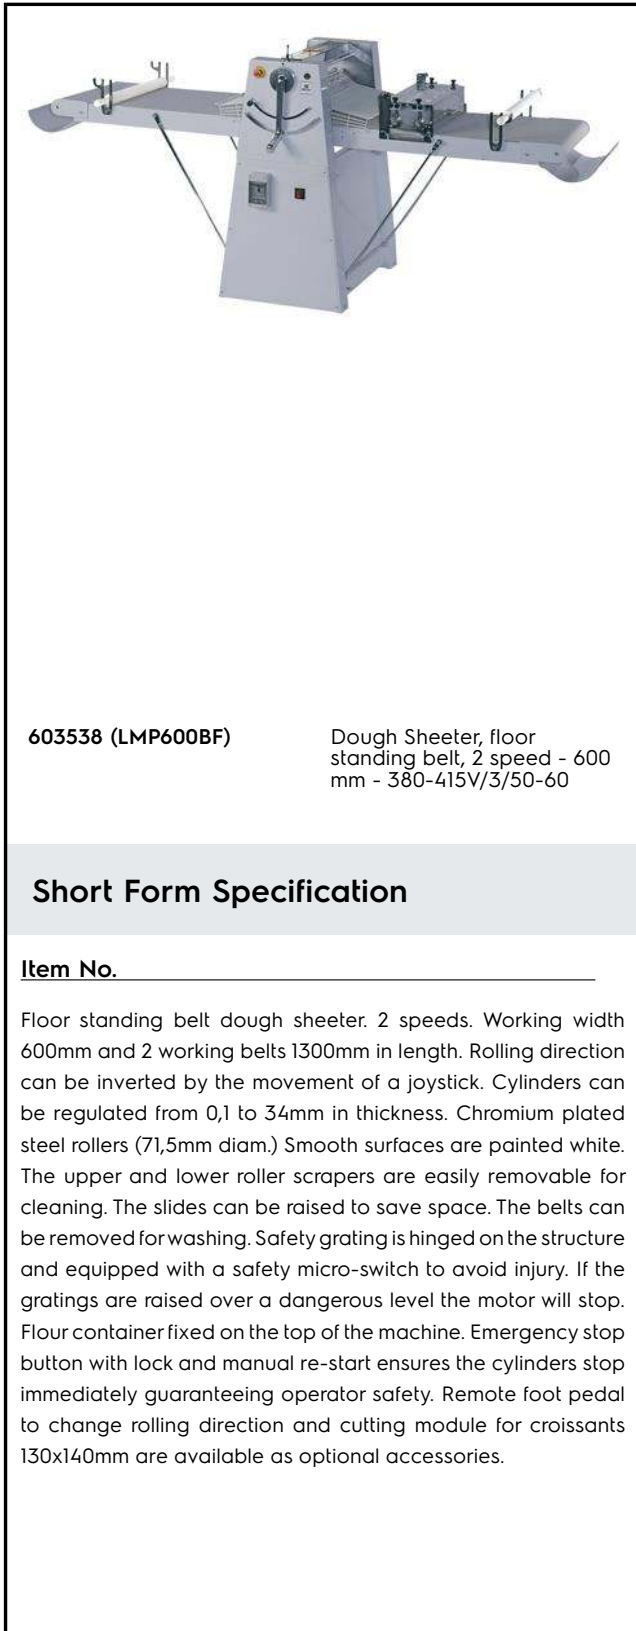 603538 (LMP600BF)
Dough Sheeter, floor
standing belt, 2 speed - 600
mm - 380-415V/3/50-60
Short Form Specification
Item No.
Floor standing belt dough sheeter. 2 speeds. Working width
600mm and 2 working belts 1300mm in length. Rolling direction
can be inverted by the movement of a joystick. Cylinders can
be regulated from 0,1 to 34mm in thickness. Chromium plated
steel rollers (71,5mm diam.) Smooth surfaces are painted white.
The upper and lower roller scrapers are easily removable for
cleaning. The slides can be raised to save space. The belts can
be removed for washing. Safety grating is hinged on the structure
and equipped with a safety micro-switch to avoid injury. If the
gratings are raised over a dangerous level the motor will stop.
Flour container fixed on the top of the machine. Emergency stop
button with lock and manual re-start ensures the cylinders stop
immediately guaranteeing operator safety. Remote foot pedal
to change rolling direction and cutting module for croissants
130x140mm are available as optional accessories.